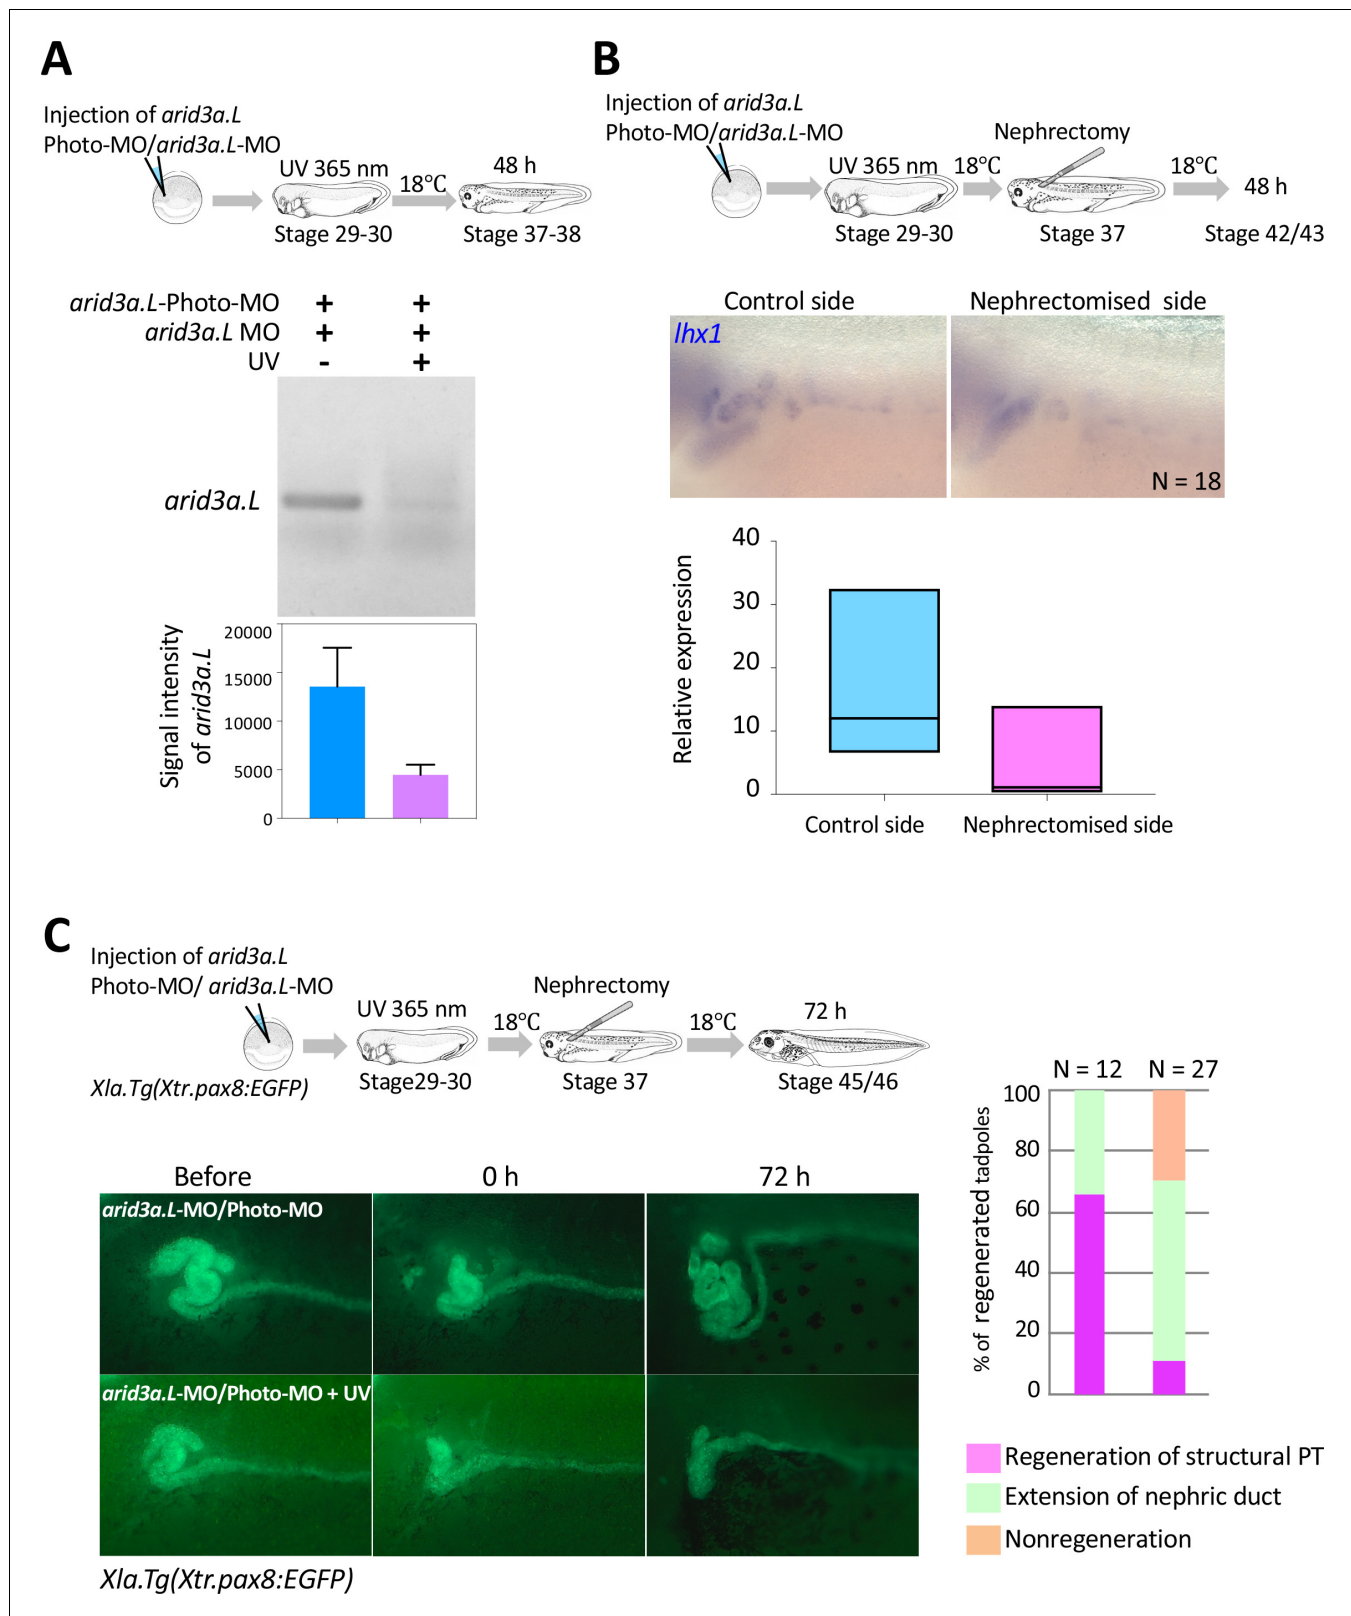 A
Injection of arid3a.L
Photo-MO/arid3a.L-MO
UV 365 nm
18°C
48 h
Stage 29-30
Stage 37-38
arid3a.L-Photo-MO + +
arid3a.L MO + +
UV - +
arid3a.L
Signal intensity
of arid3a.L
20000
15000
10000
5000
0
B
Injection of arid3a.L
Photo-MO/arid3a.L-MO
Nephrectomy
UV 365 nm
18°C
18°C
48 h
Stage 29-30
Stage 37
Stage 42/43
Control side
Nephrectomised side
lhx1
N = 18
Relative expression
40
30
20
10
0
Control side
Nephrectomised side
C
Injection of arid3a.L
Photo-MO/ arid3a.L-MO
Nephrectomy
UV 365 nm
18°C
18°C
72 h
Xla.Tg(Xtr.pax8:EGFP)
Stage29-30
Stage 37
Stage 45/46
Before
0 h
72 h
arid3a.L-MO/Photo-MO
arid3a.L-MO/Photo-MO + UV
Xla.Tg(Xtr.pax8:EGFP)
N = 12
N = 27
% of regenerated tadpoles
100
80
60
40
20
0
Regeneration of structural PT
Extension of nephric duct
Nonregeneration